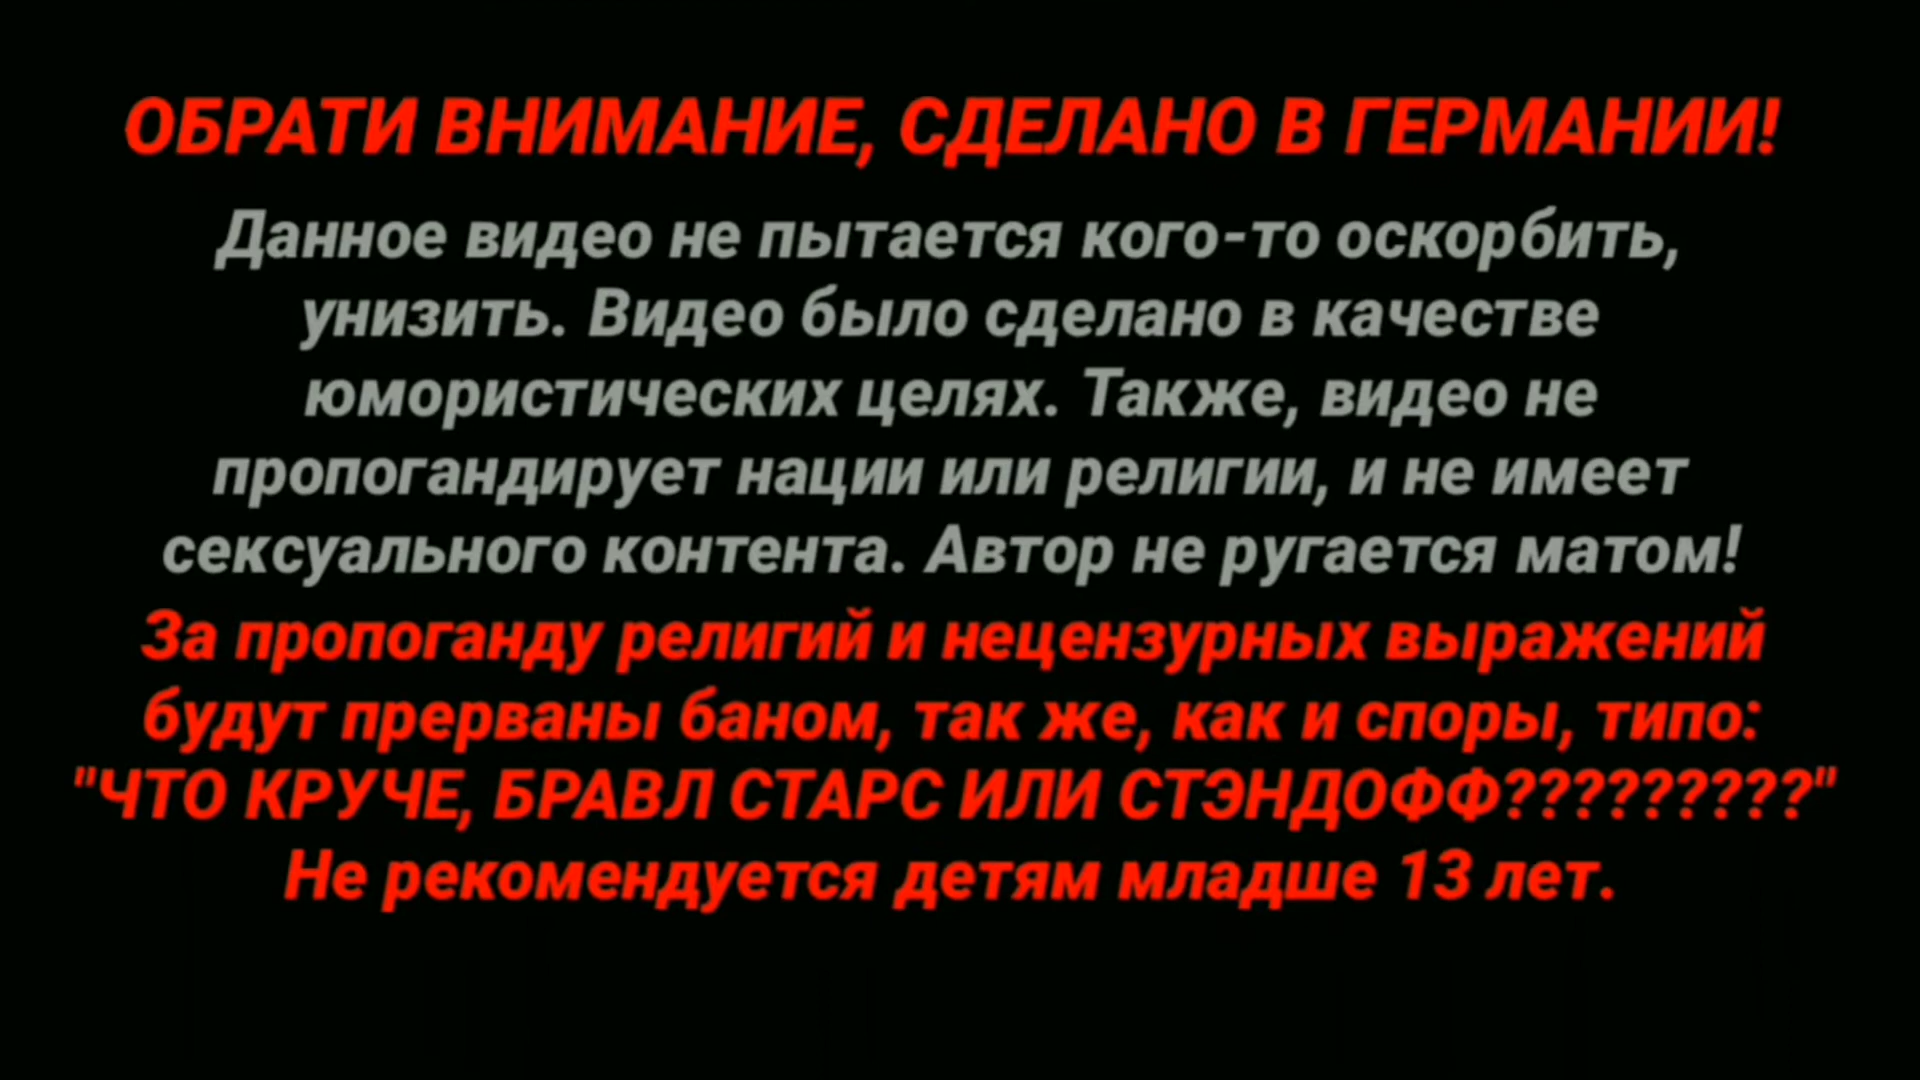 ОБРАТИ ВНИМАНИЕ, СДЕЛАНО В ГЕРМАНИИ!
Данное видео не пытается кого-то оскорбить,
унизить. Видео было сделано в качестве
юмористических целях. Также, видео не
пропогандирует нации или религии, и не имеет
сексуального контента. Автор не ругается матом!
За пропоганду религий и нецензурных выражений
будут прерваны баном, так же, как и споры, типо:
"ЧТО КРУЧЕ, БРАВЛ СТАРС ИЛИ СТЭНДОФФ?????????"
Не рекомендуется детям младше 13 лет.